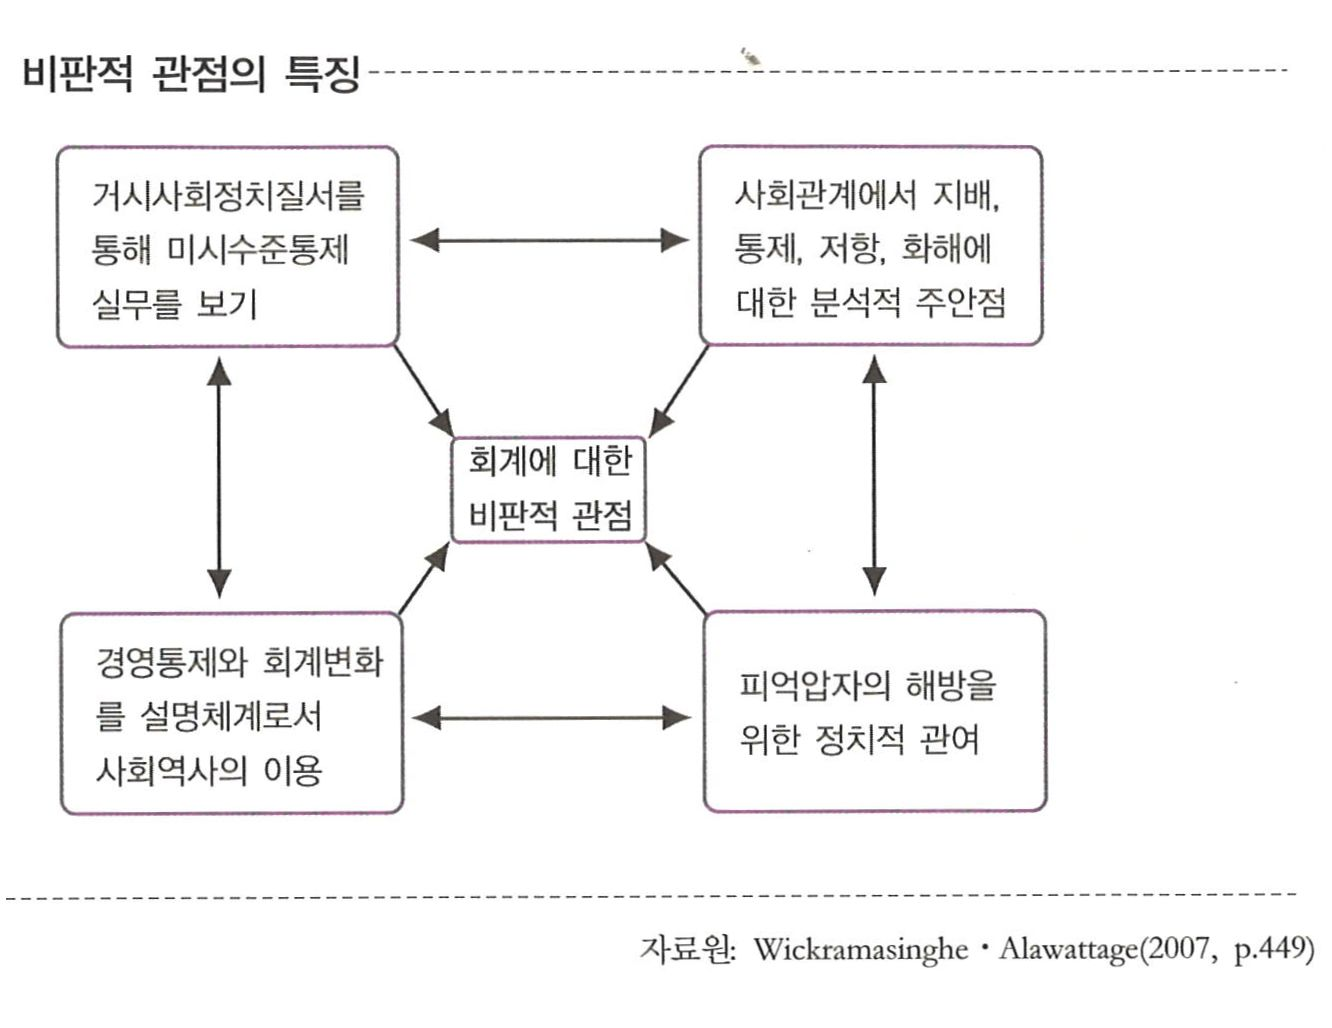 비판적 관점의 특징
거시사회정치질서를
통해 미시수준통제
실무를 보기
사회관계에서 지배,
통제, 저항, 화해에
대한 분석적 주안점
회계에 대한
비판적 관점
경영통제와 회계변화
를 설명체계로서
사회역사의 이용
피억압자의 해방을
위한 정치적 관여
자료원: Wickramasinghe・Alawattage(2007, p.449)